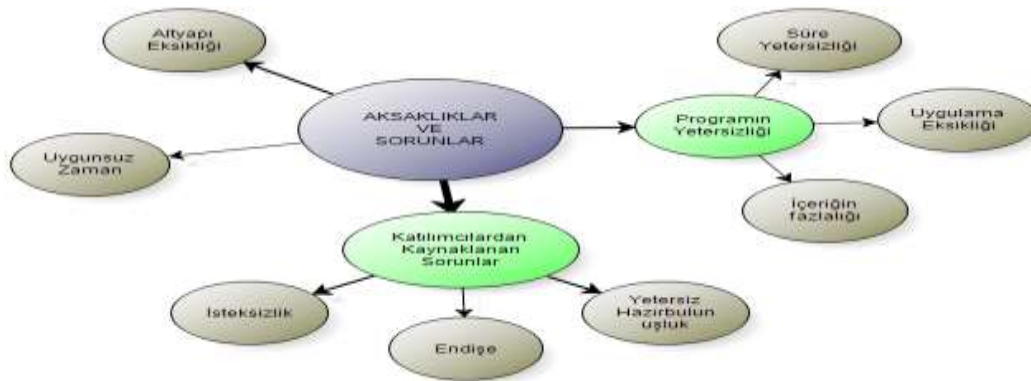 Altyapı
Eksikliği
Süre
Yetersizliği
AKSAKLIKLAR
VE
SORUNLAR
Programın
Yetersizliği
Uygulama
Eksikliği
Uygunsuz
Zaman
İçeriğin
fazlalığı
Katılımcılardan
Kaynaklanan
Sorunlar
İsteksizlik
Endişe
Yetersiz
Hazırbulun
uşluk